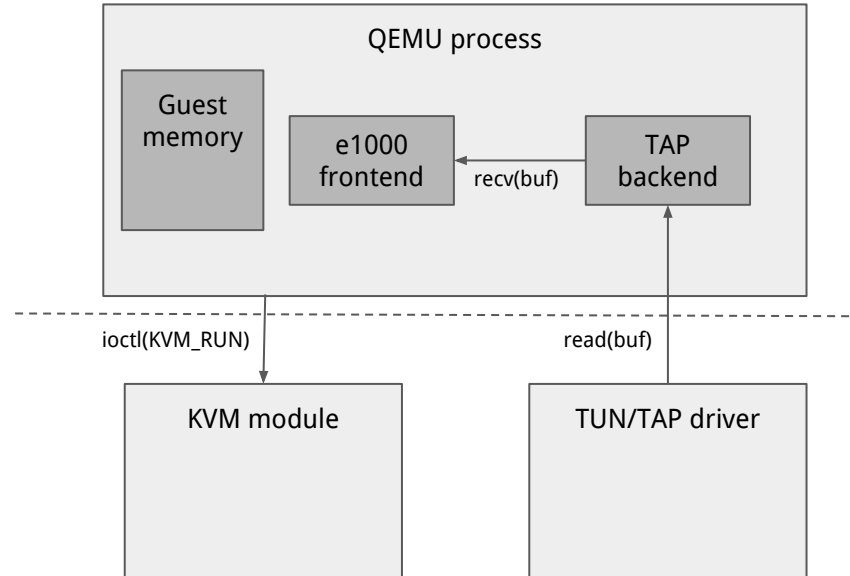 QEMU process
Guest
memory
e1000
frontend
recv(buf)
TAP
backend
ioctl(KVM_RUN)
read(buf)
KVM module
TUN/TAP driver